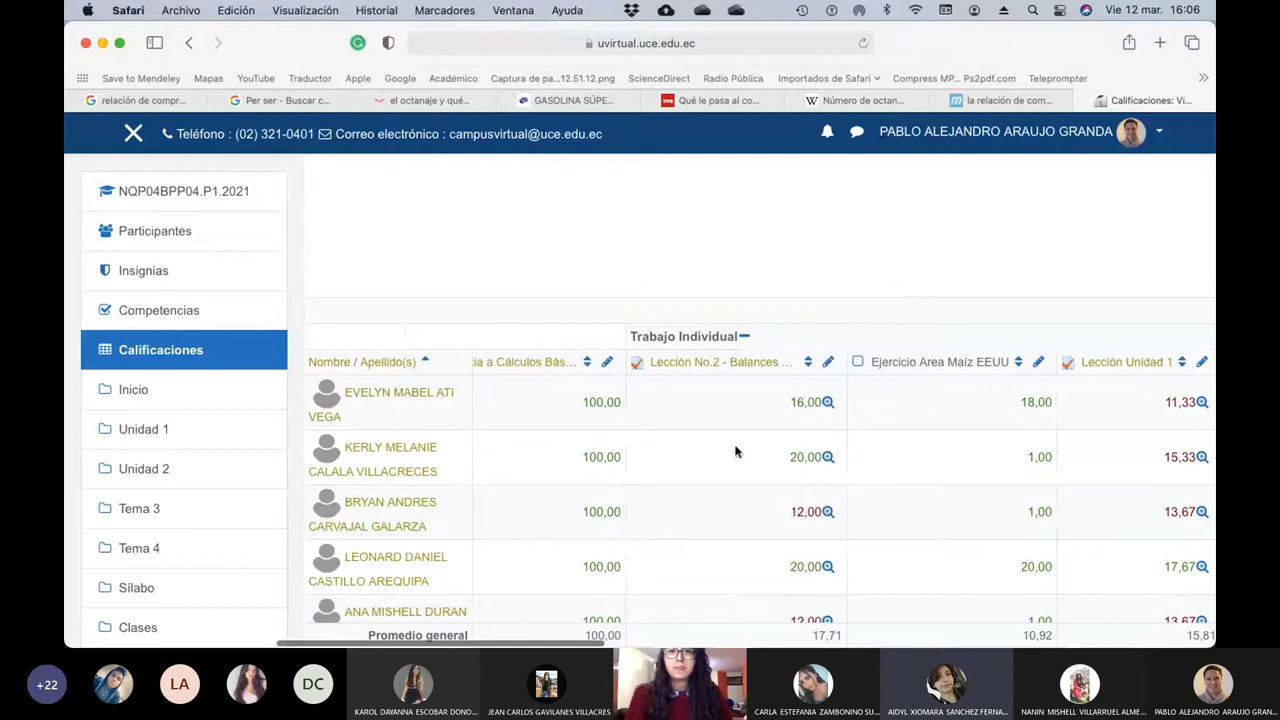 Safari Archivo Edición Visualización Historial Marcadores Ventana Ayuda Vie 12 mar. 16:06
uvirtual.uce.edu.ec
Save to Mendeley Mapas YouTube Traductor Apple Google Académico Captura de pa...12.51.12.png ScienceDirect Radio Pública Importados de Safari Compress MP... Ps2pdf.com Teleprompter
relación de compr... Per ser - Buscar c... el octanaje y qué... GASOLINA SÚPE... Qué le pasa al co... Número de octan... la relación de com... Calificaciones: Vi...
Teléfono : (02) 321-0401 Correo electrónico : campusvirtual@uce.edu.ec PABLO ALEJANDRO ARAUJO GRANDA
NQP04BPP04.P1.2021
Participantes
Insignias
Competencias
Calificaciones
Inicio
Unidad 1
Unidad 2
Tema 3
Tema 4
Sílabo
Clases
Trabajo Individual
Nombre / Apellido(s) ia a Cálculos Bás... Lección No.2 - Balances ... Ejercicio Area Maíz EEUU Lección Unidad 1
EVELYN MABEL ATI VEGA 100,00 16,00 18,00 11,33
KERLY MELANIE CALALA VILLACRECES 100,00 20,00 1,00 15,33
BRYAN ANDRES CARVAJAL GALARZA 100,00 12,00 1,00 13,67
LEONARD DANIEL CASTILLO AREQUIPA 100,00 20,00 20,00 17,67
ANA MISHELL DURAN 100,00 12,00 1,00 13,67
Promedio general 100,00 17,71 10,92 15,81
+22 LA DC KAROL DAYANNA ESCOBAR DONO... JEAN CARLOS GAVILANES VILLACRES CARLA ESTEFANIA ZAMBONINO SU... AIDYL XIOMARA SANCHEZ FERNA... NANIN MISHELL VILLARRUEL ALME... PABLO ALEJANDRO ARAUJO GRAN...